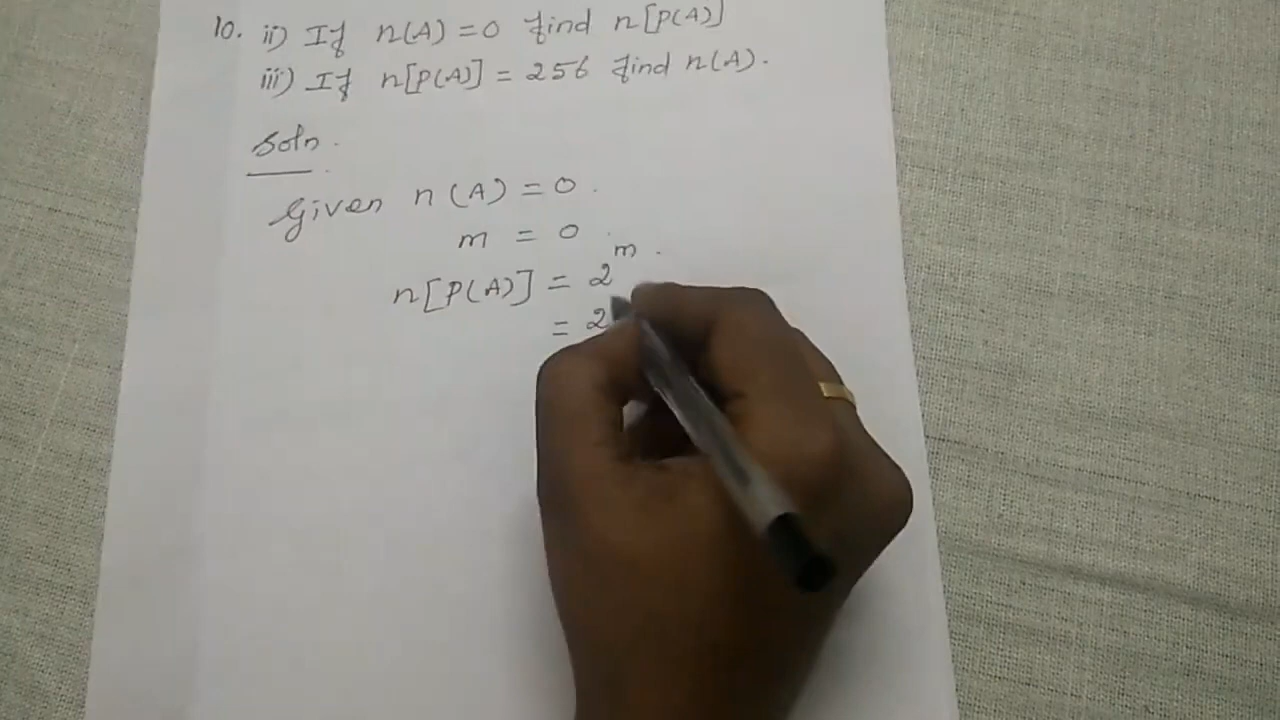 10. ii) If n(A) = 0 find n[P(A)]
iii) If n[P(A)] = 256 find n(A).
Soln.
Given n(A) = 0.
m = 0.
n[P(A)] = 2^m.
= 2